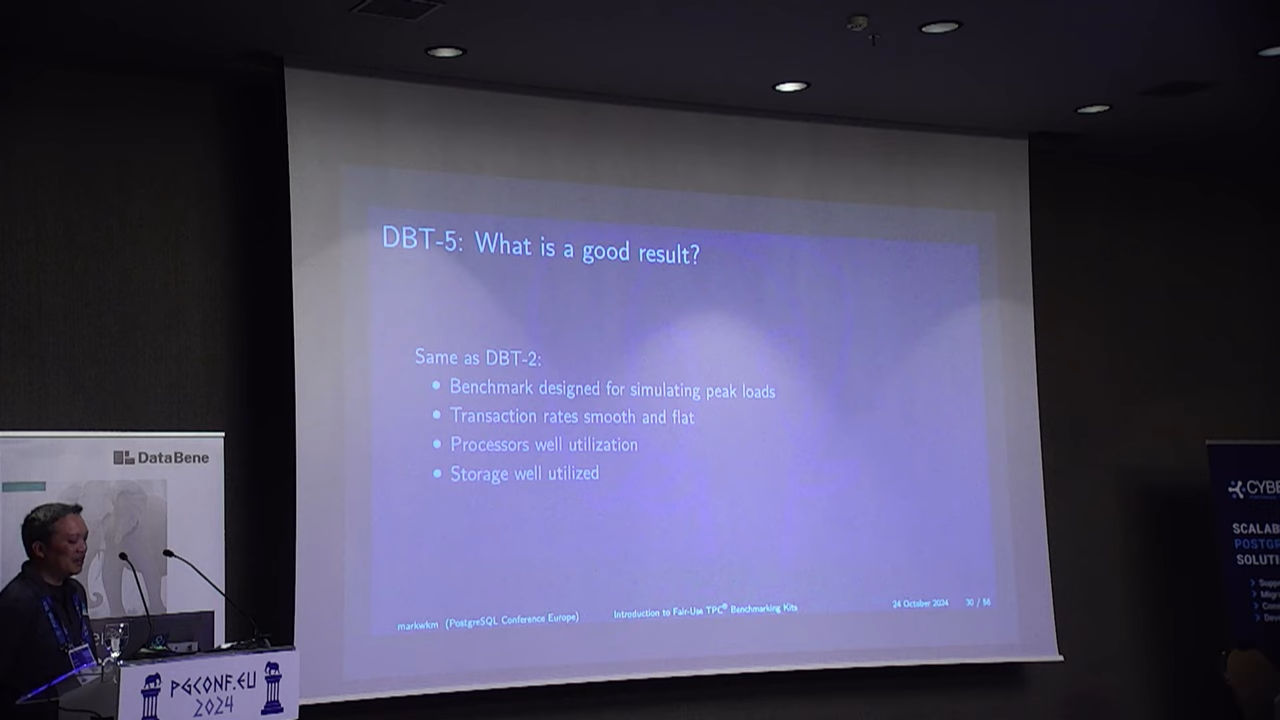 DBT-5: What is a good result?
Same as DBT-2:
Benchmark designed for simulating peak loads
Transaction rates smooth and flat
Processors well utilization
Storage well utilized
markwkm (PostgreSQL Conference Europe)
Introduction to Fair-Use TPC® Benchmarking Kits
24 October 2024
30 / 56
DataBene
PGCONF.EU
2024
CYBE
SCALAB
POSTGR
SOLUTI